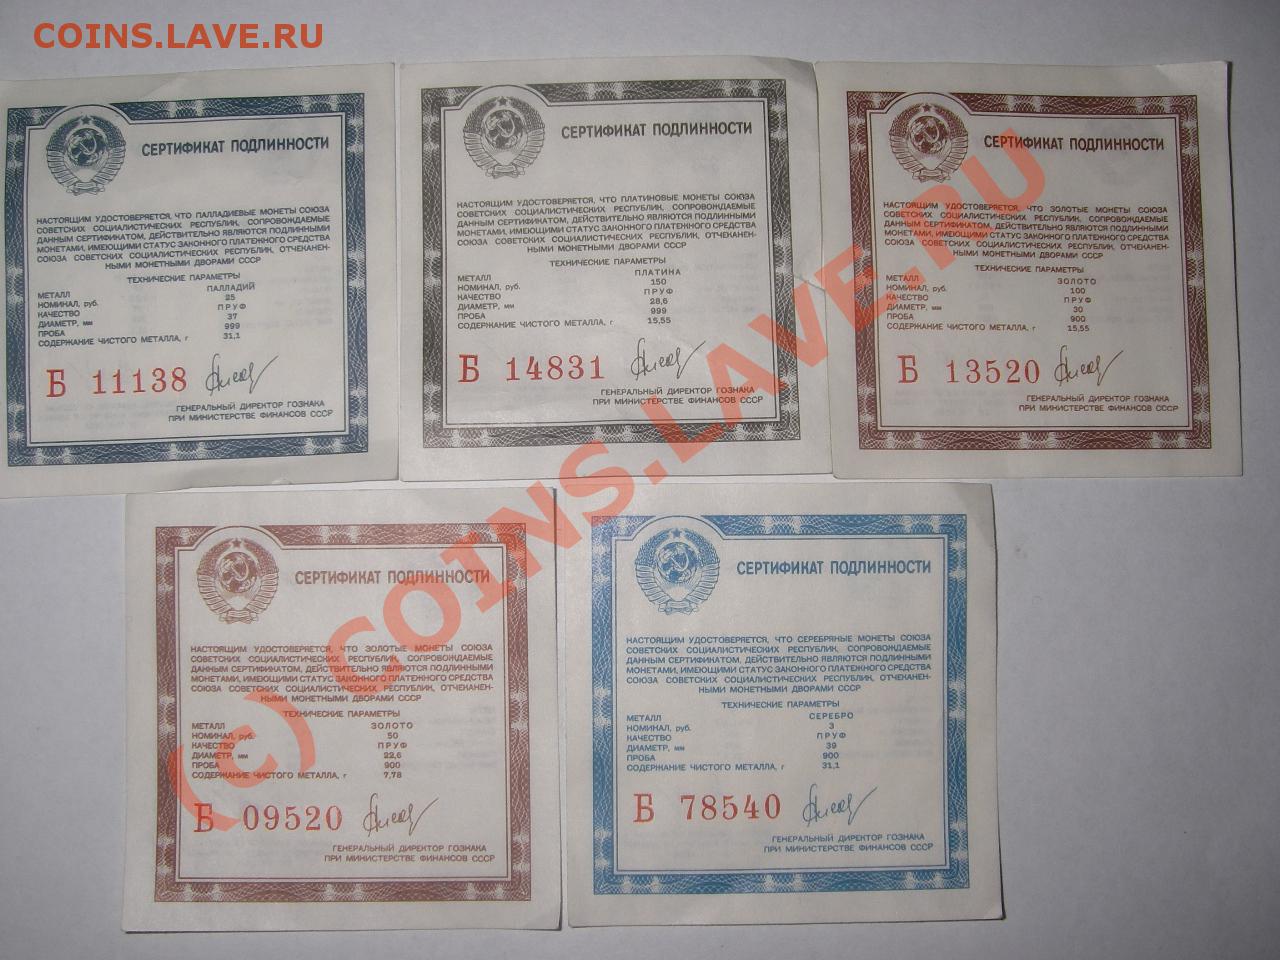 COINS.LAVE.RU
СЕРТИФИКАТ ПОДЛИННОСТИ
НАСТОЯЩИМ УДОСТОВЕРЯЕТСЯ, ЧТО ПАЛЛАДИЕВЫЕ МОНЕТЫ СОЮЗА
СОВЕТСКИХ СОЦИАЛИСТИЧЕСКИХ РЕСПУБЛИК, СОПРОВОЖДАЕМЫЕ
ДАННЫМ СЕРТИФИКАТОМ, ДЕЙСТВИТЕЛЬНО ЯВЛЯЮТСЯ ПОДЛИННЫМИ
МОНЕТАМИ, ИМЕЮЩИМИ СТАТУС ЗАКОННОГО ПЛАТЕЖНОГО СРЕДСТВА
СОЮЗА СОВЕТСКИХ СОЦИАЛИСТИЧЕСКИХ РЕСПУБЛИК, ОТЧЕКАНЕН-
НЫМИ МОНЕТНЫМИ ДВОРАМИ СССР
ТЕХНИЧЕСКИЕ ПАРАМЕТРЫ
МЕТАЛЛ ПАЛЛАДИЙ
НОМИНАЛ, руб. 25
КАЧЕСТВО ПРУФ
ДИАМЕТР, мм 37
ПРОБА 999
СОДЕРЖАНИЕ ЧИСТОГО МЕТАЛЛА, г 31,1
Б 11138
ГЕНЕРАЛЬНЫЙ ДИРЕКТОР ГОЗНАКА
ПРИ МИНИСТЕРСТВЕ ФИНАНСОВ СССР
СЕРТИФИКАТ ПОДЛИННОСТИ
НАСТОЯЩИМ УДОСТОВЕРЯЕТСЯ, ЧТО ПЛАТИНОВЫЕ МОНЕТЫ СОЮЗА
СОВЕТСКИХ СОЦИАЛИСТИЧЕСКИХ РЕСПУБЛИК, СОПРОВОЖДАЕМЫЕ
ДАННЫМ СЕРТИФИКАТОМ, ДЕЙСТВИТЕЛЬНО ЯВЛЯЮТСЯ ПОДЛИННЫМИ
МОНЕТАМИ, ИМЕЮЩИМИ СТАТУС ЗАКОННОГО ПЛАТЕЖНОГО СРЕДСТВА
СОЮЗА СОВЕТСКИХ СОЦИАЛИСТИЧЕСКИХ РЕСПУБЛИК, ОТЧЕКАНЕН-
НЫМИ МОНЕТНЫМИ ДВОРАМИ СССР
ТЕХНИЧЕСКИЕ ПАРАМЕТРЫ
МЕТАЛЛ ПЛАТИНА
НОМИНАЛ, руб. 150
КАЧЕСТВО ПРУФ
ДИАМЕТР, мм 28,6
ПРОБА 999
СОДЕРЖАНИЕ ЧИСТОГО МЕТАЛЛА, г 15,55
Б 14831
ГЕНЕРАЛЬНЫЙ ДИРЕКТОР ГОЗНАКА
ПРИ МИНИСТЕРСТВЕ ФИНАНСОВ СССР
СЕРТИФИКАТ ПОДЛИННОСТИ
НАСТОЯЩИМ УДОСТОВЕРЯЕТСЯ, ЧТО ЗОЛОТЫЕ МОНЕТЫ СОЮЗА
СОВЕТСКИХ СОЦИАЛИСТИЧЕСКИХ РЕСПУБЛИК, СОПРОВОЖДАЕМЫЕ
ДАННЫМ СЕРТИФИКАТОМ, ДЕЙСТВИТЕЛЬНО ЯВЛЯЮТСЯ ПОДЛИННЫМИ
МОНЕТАМИ, ИМЕЮЩИМИ СТАТУС ЗАКОННОГО ПЛАТЕЖНОГО СРЕДСТВА
СОЮЗА СОВЕТСКИХ СОЦИАЛИСТИЧЕСКИХ РЕСПУБЛИК, ОТЧЕКАНЕН-
НЫМИ МОНЕТНЫМИ ДВОРАМИ СССР
ТЕХНИЧЕСКИЕ ПАРАМЕТРЫ
МЕТАЛЛ ЗОЛОТО
НОМИНАЛ, руб. 100
КАЧЕСТВО ПРУФ
ДИАМЕТР, мм 30
ПРОБА 900
СОДЕРЖАНИЕ ЧИСТОГО МЕТАЛЛА, г 15,55
Б 13520
ГЕНЕРАЛЬНЫЙ ДИРЕКТОР ГОЗНАКА
ПРИ МИНИСТЕРСТВЕ ФИНАНСОВ СССР
СЕРТИФИКАТ ПОДЛИННОСТИ
НАСТОЯЩИМ УДОСТОВЕРЯЕТСЯ, ЧТО ЗОЛОТЫЕ МОНЕТЫ СОЮЗА
СОВЕТСКИХ СОЦИАЛИСТИЧЕСКИХ РЕСПУБЛИК, СОПРОВОЖДАЕМЫЕ
ДАННЫМ СЕРТИФИКАТОМ, ДЕЙСТВИТЕЛЬНО ЯВЛЯЮТСЯ ПОДЛИННЫМИ
МОНЕТАМИ, ИМЕЮЩИМИ СТАТУС ЗАКОННОГО ПЛАТЕЖНОГО СРЕДСТВА
СОЮЗА СОВЕТСКИХ СОЦИАЛИСТИЧЕСКИХ РЕСПУБЛИК, ОТЧЕКАНЕН-
НЫМИ МОНЕТНЫМИ ДВОРАМИ СССР
ТЕХНИЧЕСКИЕ ПАРАМЕТРЫ
МЕТАЛЛ ЗОЛОТО
НОМИНАЛ, руб. 50
КАЧЕСТВО ПРУФ
ДИАМЕТР, мм 22,6
ПРОБА 900
СОДЕРЖАНИЕ ЧИСТОГО МЕТАЛЛА, г 7,78
Б 09520
ГЕНЕРАЛЬНЫЙ ДИРЕКТОР ГОЗНАКА
ПРИ МИНИСТЕРСТВЕ ФИНАНСОВ СССР
СЕРТИФИКАТ ПОДЛИННОСТИ
НАСТОЯЩИМ УДОСТОВЕРЯЕТСЯ, ЧТО СЕРЕБРЯНЫЕ МОНЕТЫ СОЮЗА
СОВЕТСКИХ СОЦИАЛИСТИЧЕСКИХ РЕСПУБЛИК, СОПРОВОЖДАЕМЫЕ
ДАННЫМ СЕРТИФИКАТОМ, ДЕЙСТВИТЕЛЬНО ЯВЛЯЮТСЯ ПОДЛИННЫМИ
МОНЕТАМИ, ИМЕЮЩИМИ СТАТУС ЗАКОННОГО ПЛАТЕЖНОГО СРЕДСТВА
СОЮЗА СОВЕТСКИХ СОЦИАЛИСТИЧЕСКИХ РЕСПУБЛИК, ОТЧЕКАНЕН-
НЫМИ МОНЕТНЫМИ ДВОРАМИ СССР
ТЕХНИЧЕСКИЕ ПАРАМЕТРЫ
МЕТАЛЛ СЕРЕБРО
НОМИНАЛ, руб. 3
КАЧЕСТВО ПРУФ
ДИАМЕТР, мм 39
ПРОБА 900
СОДЕРЖАНИЕ ЧИСТОГО МЕТАЛЛА, г 31,1
Б 78540
ГЕНЕРАЛЬНЫЙ ДИРЕКТОР ГОЗНАКА
ПРИ МИНИСТЕРСТВЕ ФИНАНСОВ СССР
(c) COINS.LAVE.RU